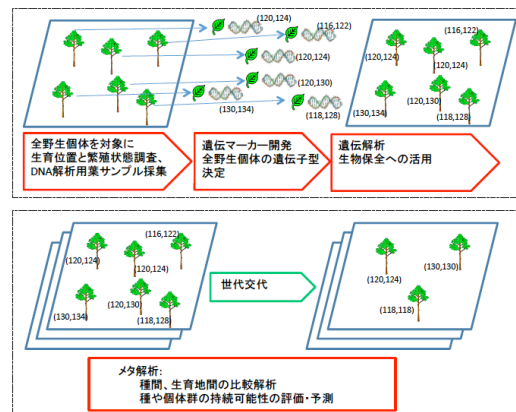 (120,124)
(116,122)
(120,124)
(120,130)
(130,134)
(118,128)
(116,122)
(120,124)
(120,124)
(120,130)
(130,134)
(118,128)
全野生個体を対象に
生育位置と繁殖状態調査、
DNA解析用葉サンプル採集
遺伝マーカー開発
全野生個体の遺伝子型
決定
遺伝解析
生物保全への活用
(116,122)
(120,124)
(120,124)
(120,130)
(130,134)
(118,128)
世代交代
(130,130)
(120,124)
(118,118)
メタ解析:
種間、生育地間の比較解析
種や個体群の持続可能性の評価・予測